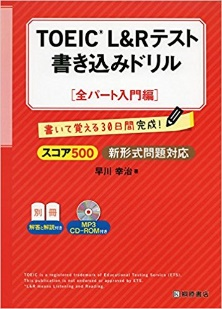 TOEIC® L&Rテスト
書き込みドリル
[全パート入門編]
書いて覚える30日間完成!
スコア500
新形式問題対応
早川 幸治 著
別冊
解答と解説付き
MP3
CD-ROM付き
TOEIC is a registered trademark of Educational Testing Service (ETS).
This publication is not endorsed or approved by ETS.
*L&R means Listening and Reading.
桐原書店